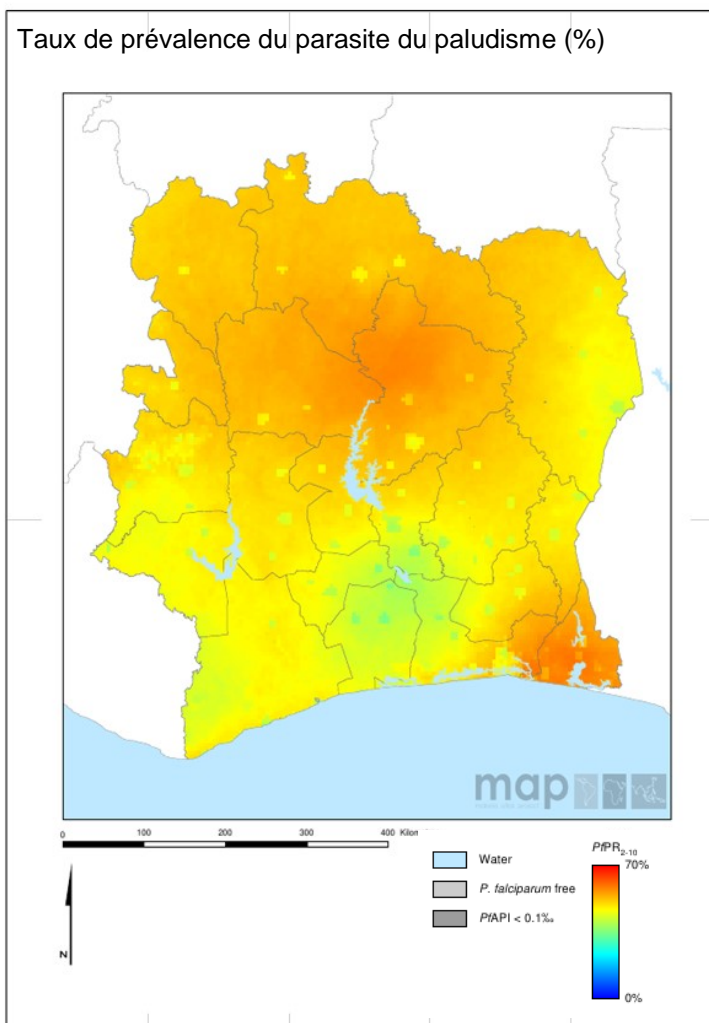 Taux de prévalence du parasite du paludisme (%)
map
0 100 200 300 400 Kilor
N
Water
P. falciparum free
PfAPI < 0.1‰
PfPR2-10
70%
0%